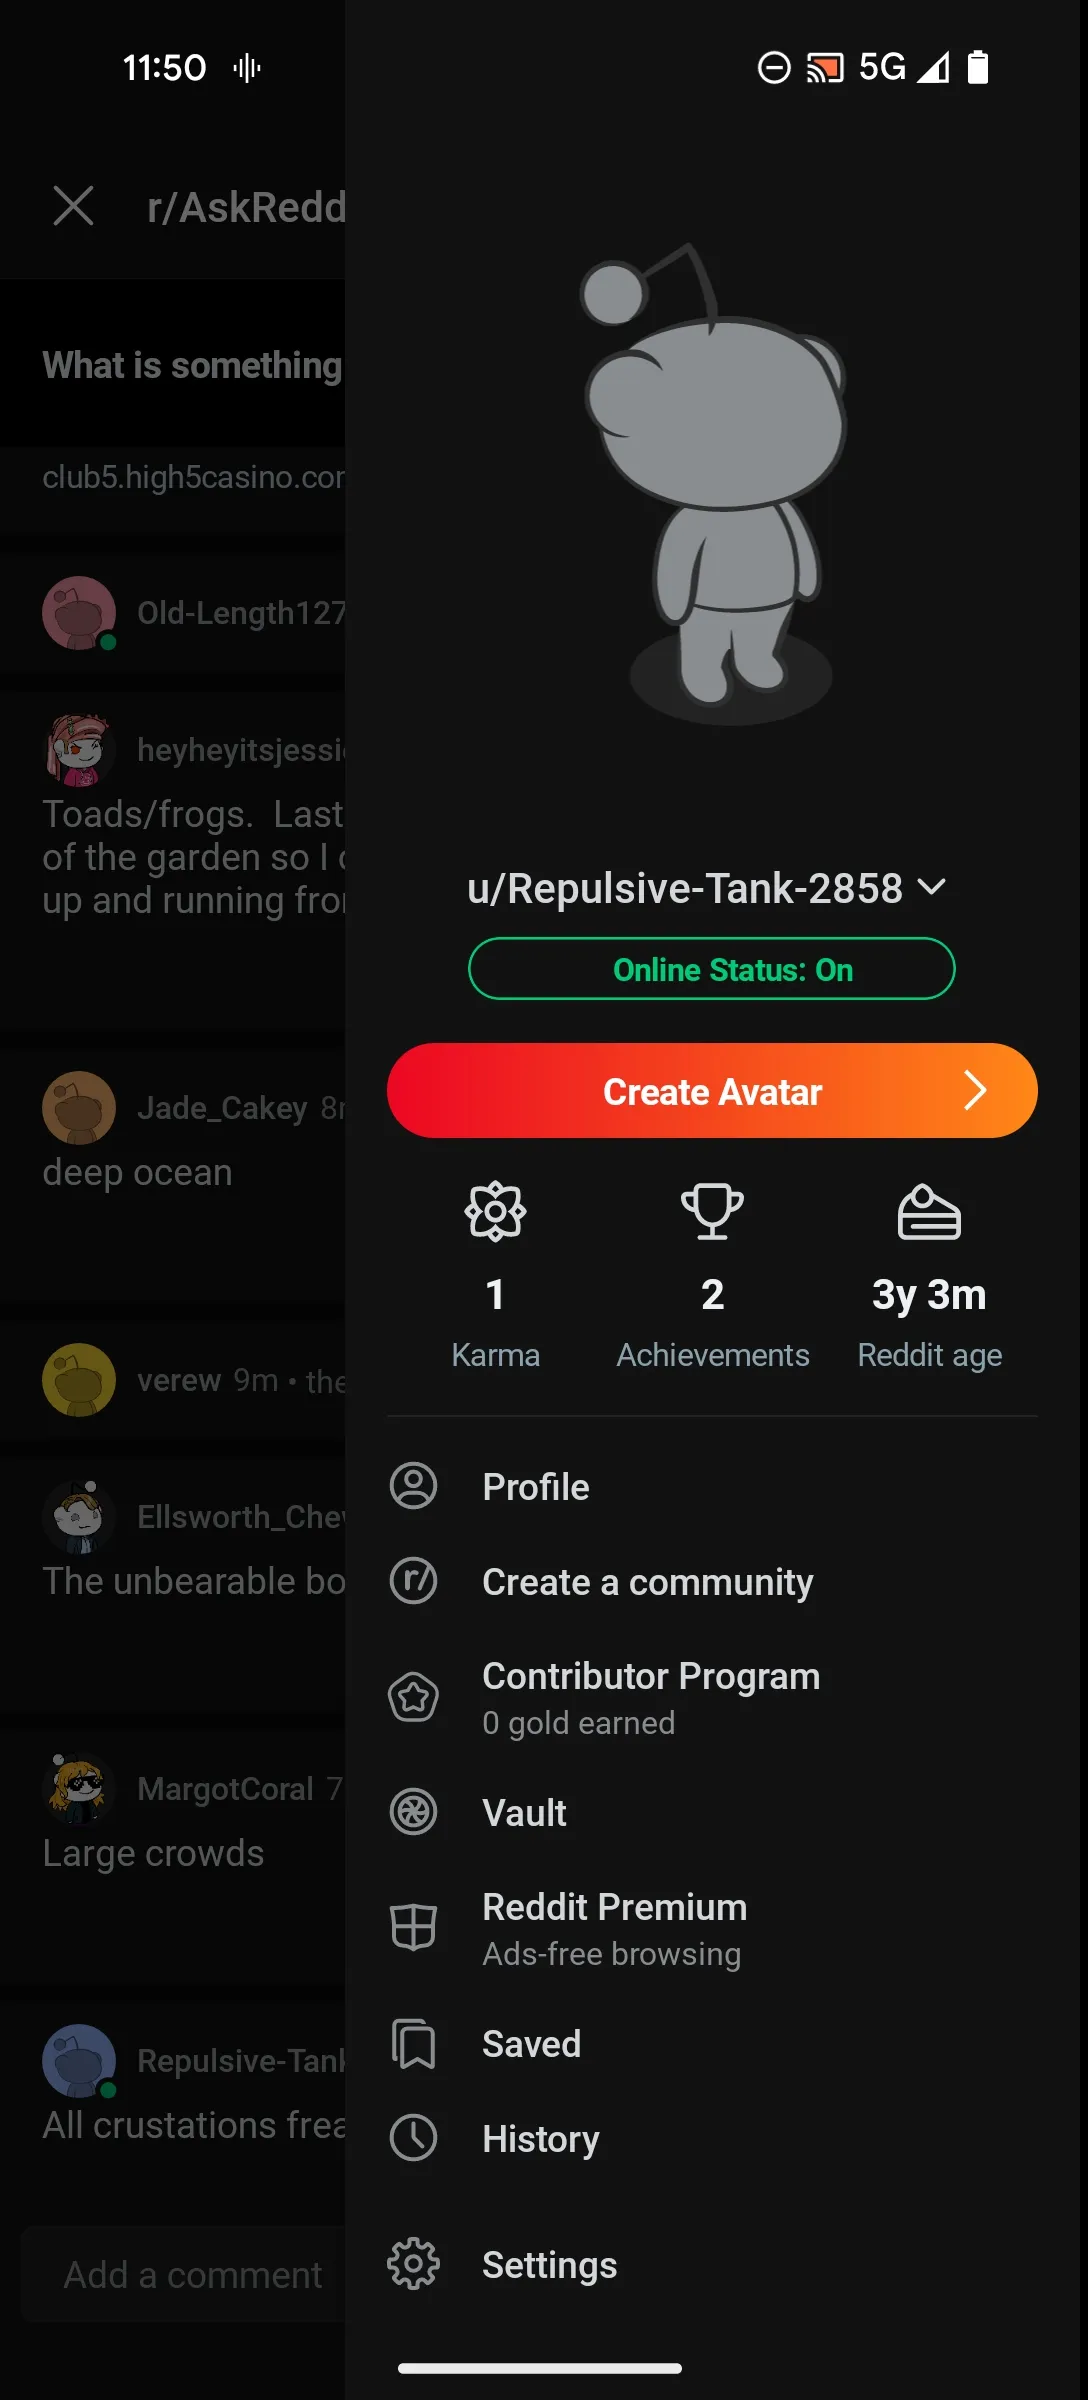 11:50
5G
r/AskRedd
What is something
club5.high5casino.com
Old-Length127
heyheyitsjessi
Toads/frogs.  Last
of the garden so I
up and running fro
Jade_Cakey 8
deep ocean
verew 9m • the
Ellsworth_Che
The unbearable bo
MargotCoral 7
Large crowds
Repulsive-Tank
All crustations frea
Add a comment
u/Repulsive-Tank-2858
Online Status: On
Create Avatar
1
Karma
2
Achievements
3y 3m
Reddit age
Profile
Create a community
Contributor Program
0 gold earned
Vault
Reddit Premium
Ads-free browsing
Saved
History
Settings